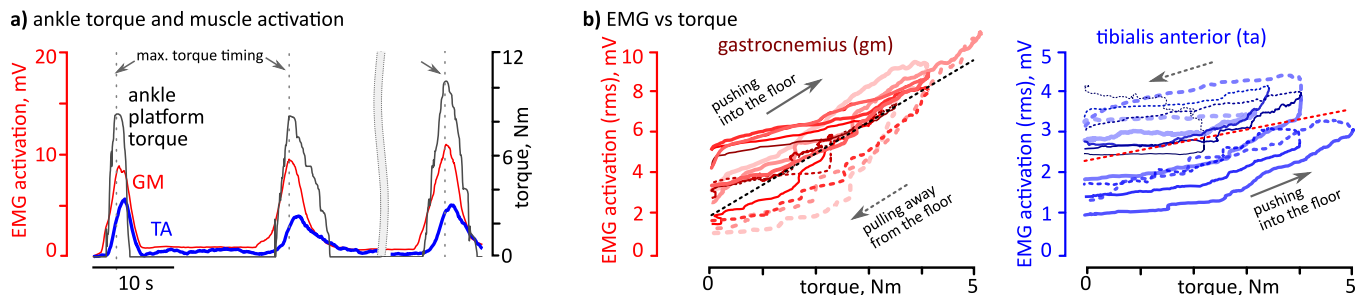 a) ankle torque and muscle activation
EMG activation, mV
20
10
0
max. torque timing
ankle
platform
torque
GM
TA
10 s
12
6
0
torque, Nm
b) EMG vs torque
gastrocnemius (gm)
EMG activation (rms), mV
10
8
6
4
2
0
pushing
into the floor
pulling away
from the floor
0
torque, Nm
5
tibialis anterior (ta)
EMG activation (rms), mV
5
4
3
2
1
0
pushing
into the floor
0
torque, Nm
5